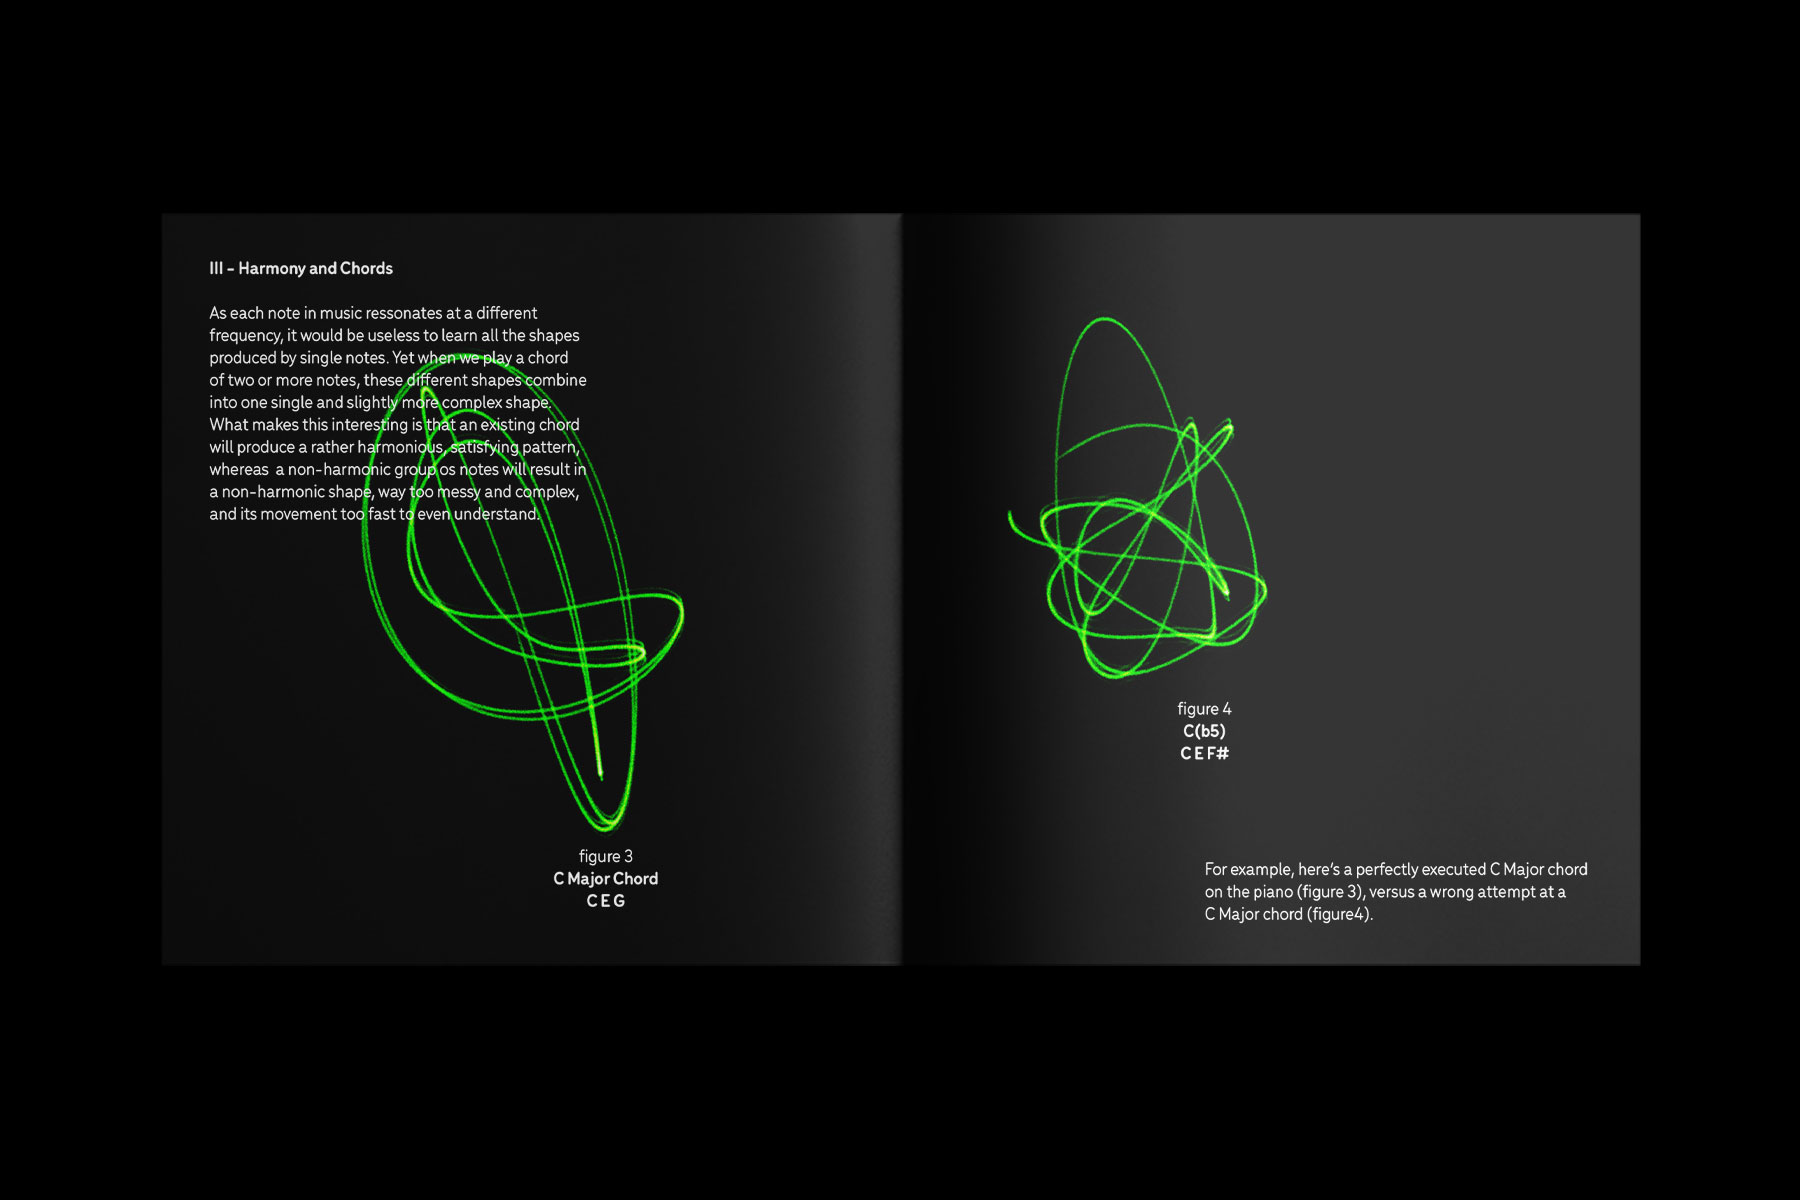 III - Harmony and Chords
As each note in music ressonates at a different
frequency, it would be useless to learn all the shapes
produced by single notes. Yet when we play a chord
of two or more notes, these different shapes combine
into one single and slightly more complex shape.
What makes this interesting is that an existing chord
will produce a rather harmonious, satisfying pattern,
whereas  a non-harmonic group os notes will result in
a non-harmonic shape, way too messy and complex,
and its movement too fast to even understand.
figure 3
C Major Chord
C E G
figure 4
C(b5)
C E F#
For example, here's a perfectly executed C Major chord
on the piano (figure 3), versus a wrong attempt at a
C Major chord (figure4).